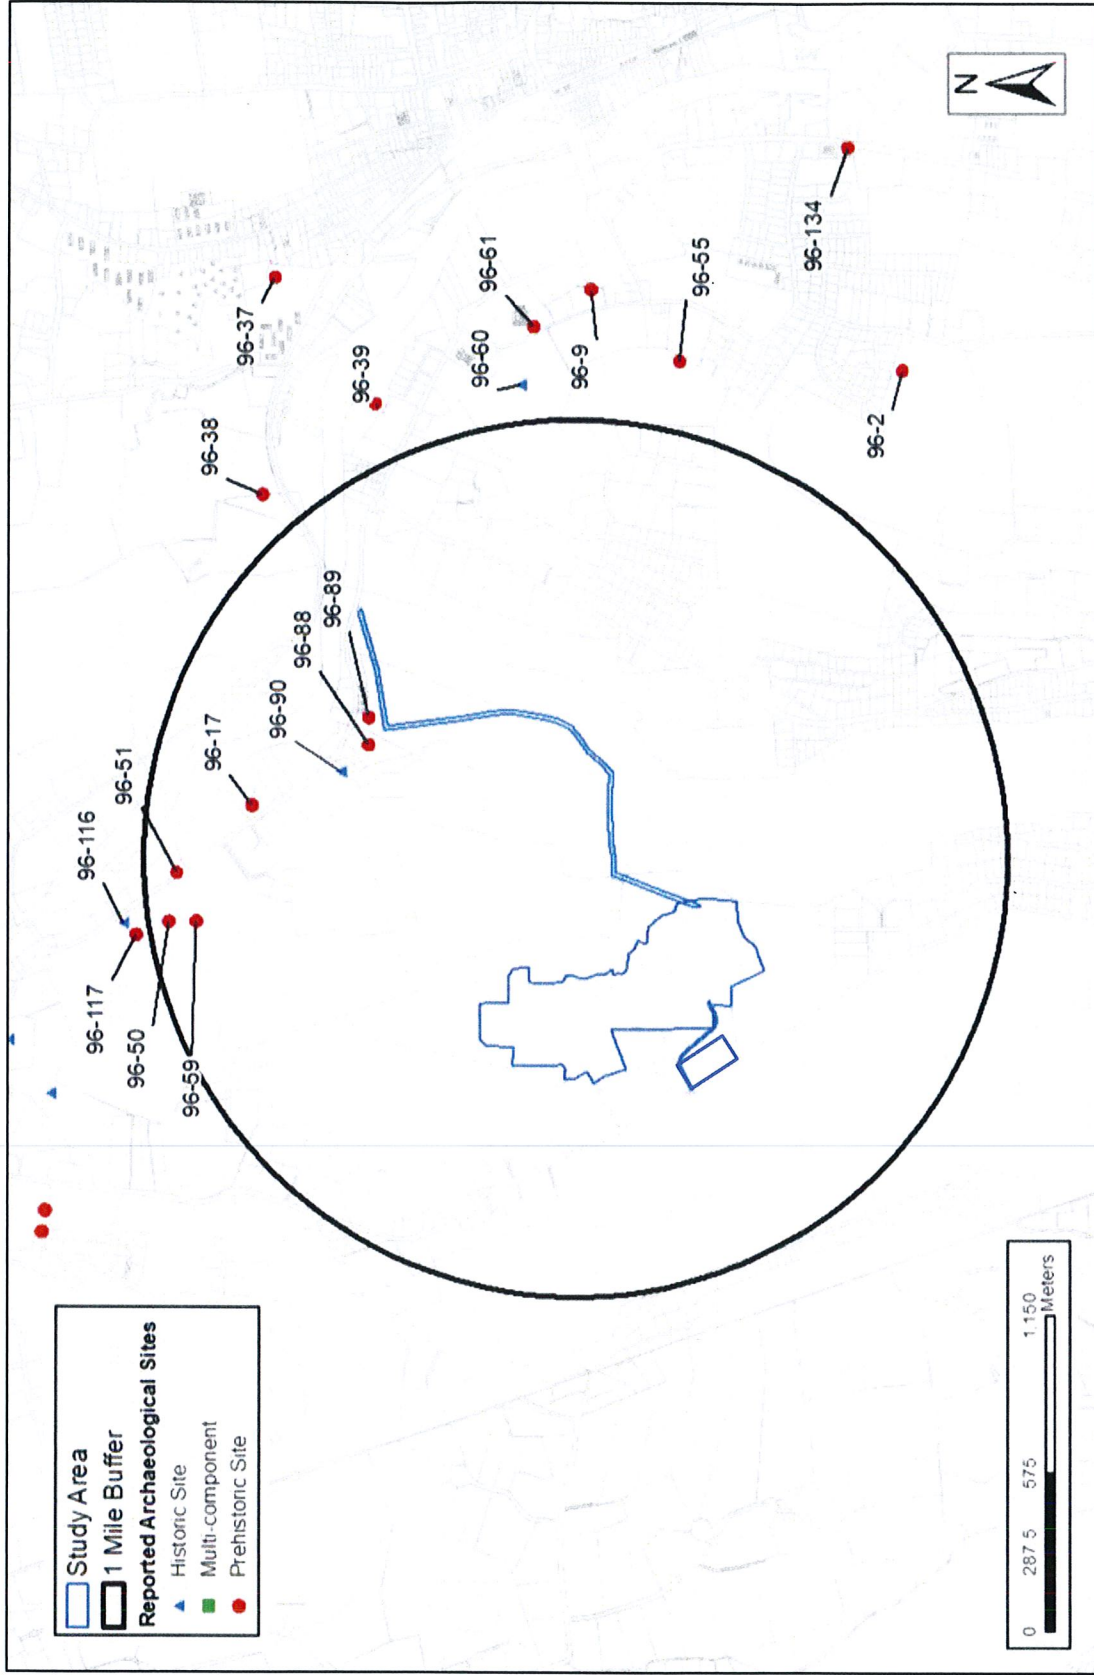 Study Area
1 Mile Buffer
Reported Archaeological Sites
Historic Site
Multi-component
Prehistoric Site
96-117
96-116
96-50
96-51
96-59
96-17
96-90
96-88
96-89
96-38
96-37
96-39
96-60
96-61
96-9
96-55
96-2
96-134
N
0 287 5 575 1.150
Meters